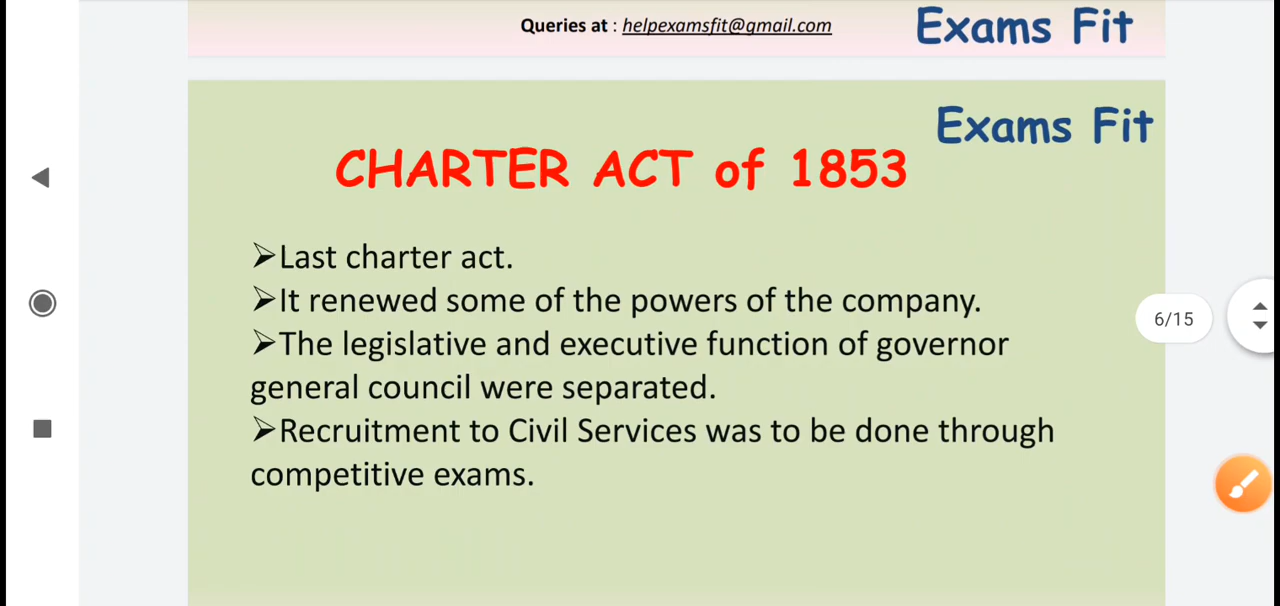 Queries at : helpexamsfit@gmail.com
Exams Fit
Exams Fit
CHARTER ACT of 1853
➢Last charter act.
➢It renewed some of the powers of the company.
➢The legislative and executive function of governor
general council were separated.
➢Recruitment to Civil Services was to be done through
competitive exams.
6/15